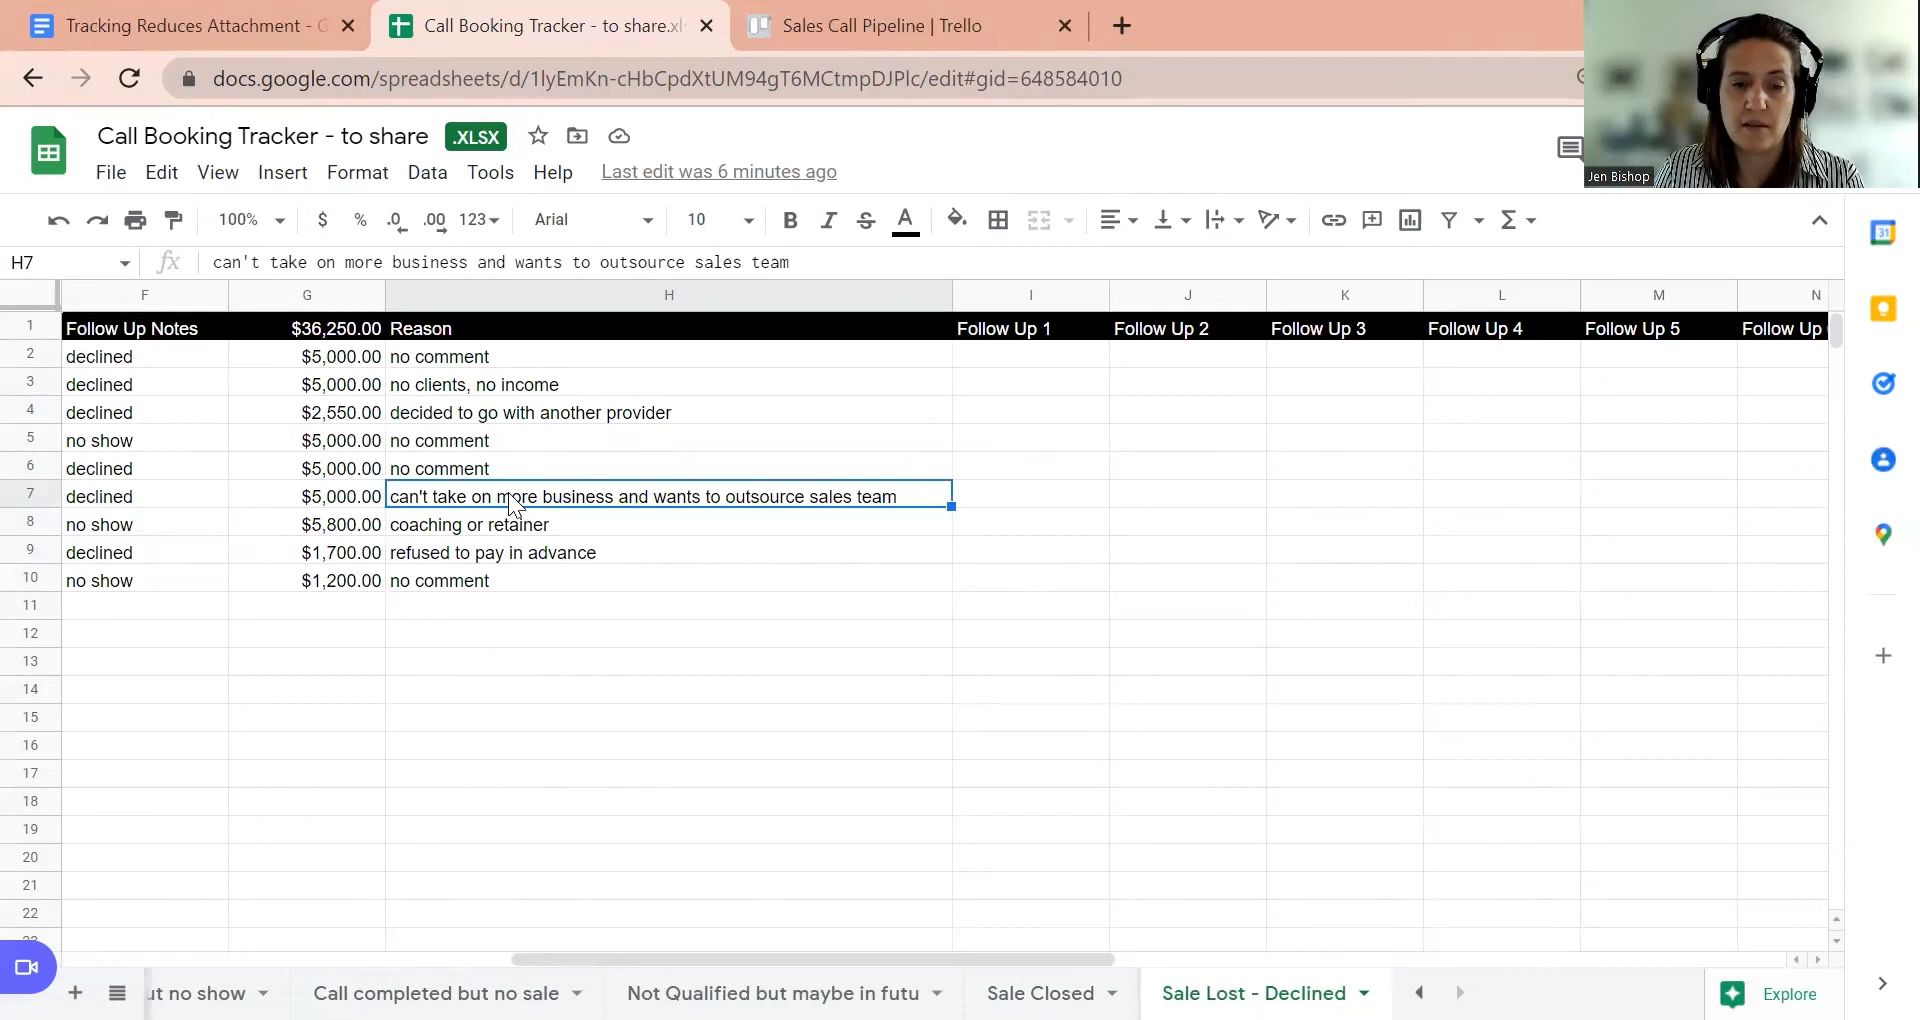 Tracking Reduces Attachment - G
Call Booking Tracker - to share.xls
Sales Call Pipeline | Trello
docs.google.com/spreadsheets/d/1lyEmKn-cHbCpdXtUM94gT6MCtmpDJPlc/edit#gid=648584010
Call Booking Tracker - to share .XLSX
File Edit View Insert Format Data Tools Help Last edit was 6 minutes ago
Jen Bishop
100% $ % .0 .00 123 Arial 10 B I S A
31
H7 fx can't take on more business and wants to outsource sales team
F G H I J K L M N
1 Follow Up Notes $36,250.00 Reason Follow Up 1 Follow Up 2 Follow Up 3 Follow Up 4 Follow Up 5 Follow Up
2 declined $5,000.00 no comment
3 declined $5,000.00 no clients, no income
4 declined $2,550.00 decided to go with another provider
5 no show $5,000.00 no comment
6 declined $5,000.00 no comment
7 declined $5,000.00 can't take on more business and wants to outsource sales team
8 no show $5,800.00 coaching or retainer
9 declined $1,700.00 refused to pay in advance
10 no show $1,200.00 no comment
11
12
13
14
15
16
17
18
19
20
21
22
23
ut no show Call completed but no sale Not Qualified but maybe in futu Sale Closed Sale Lost - Declined Explore